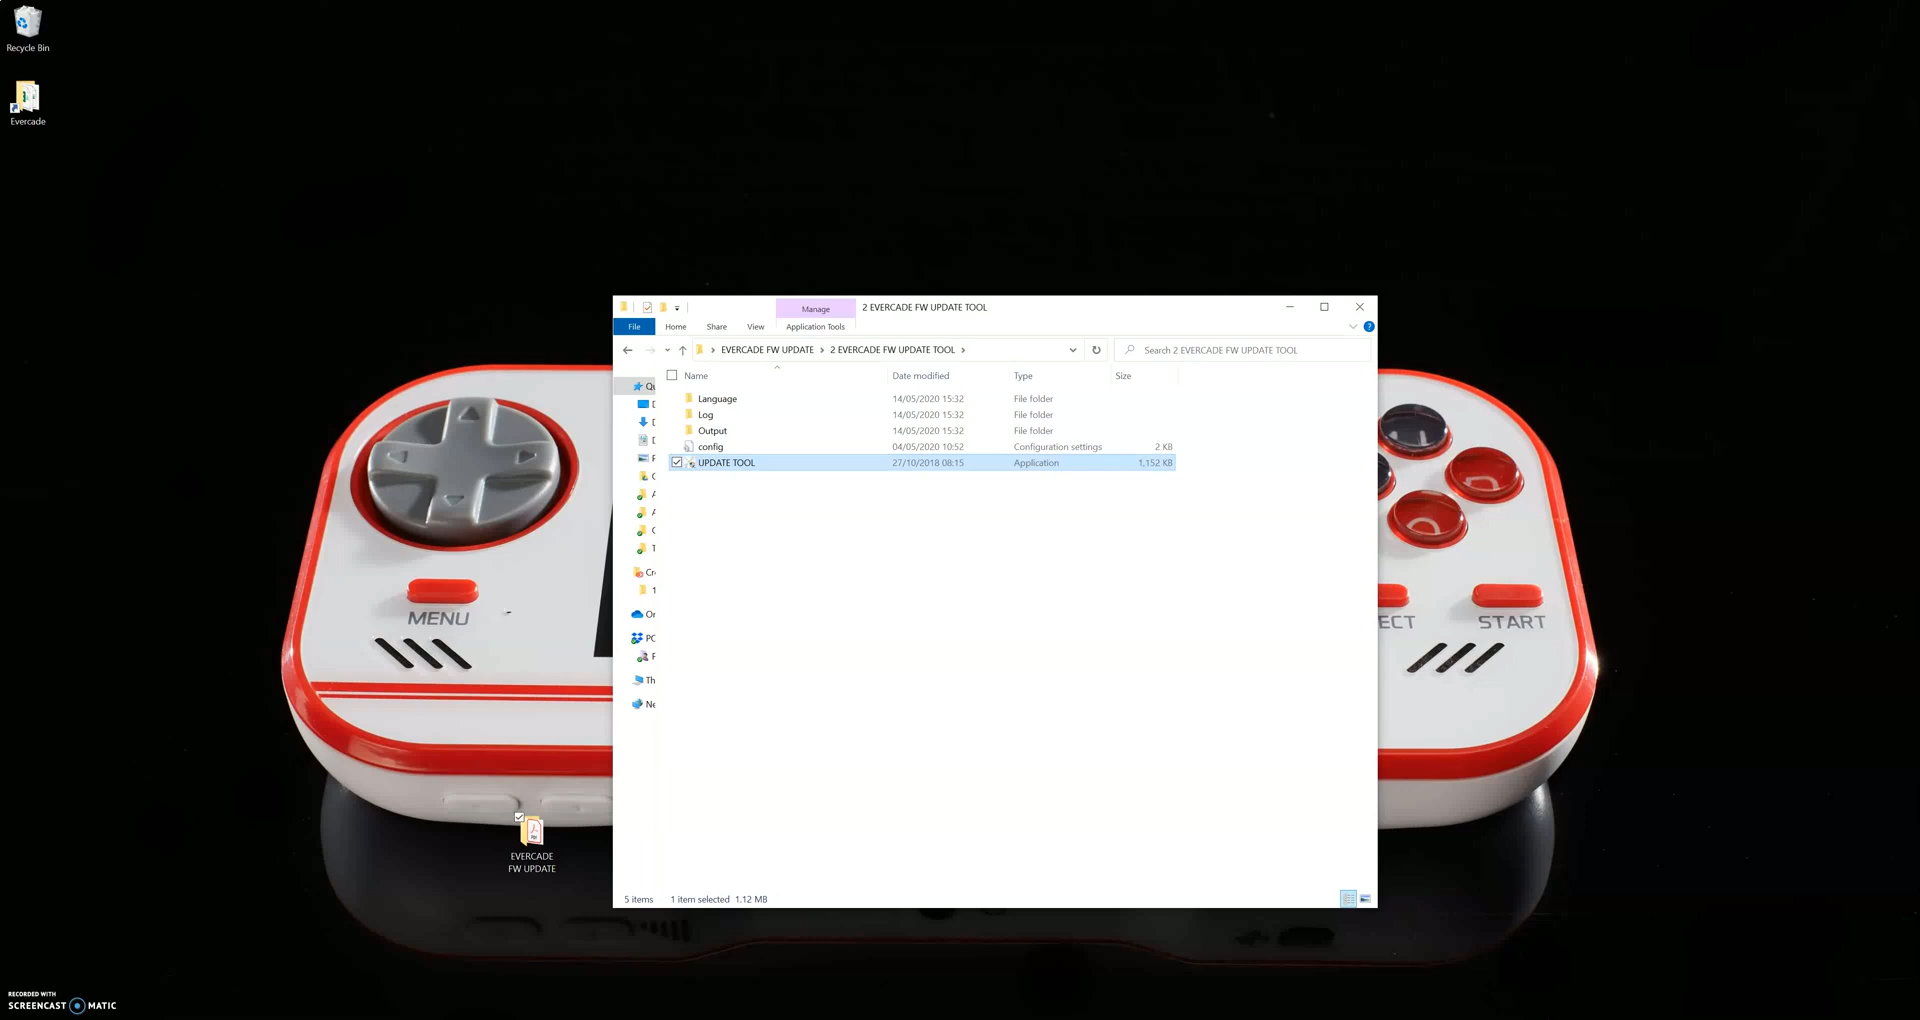 Recycle Bin
Evercade
Manage
2 EVERCADE FW UPDATE TOOL
File
Home
Share
View
Application Tools
EVERCADE FW UPDATE
2 EVERCADE FW UPDATE TOOL
Search 2 EVERCADE FW UPDATE TOOL
Name
Date modified
Type
Size
Language
14/05/2020 15:32
File folder
Log
14/05/2020 15:32
File folder
Output
14/05/2020 15:32
File folder
config
04/05/2020 10:52
Configuration settings
2 KB
UPDATE TOOL
27/10/2018 08:15
Application
1,152 KB
MENU
ECT
START
EVERCADE
FW UPDATE
5 items
1 item selected 1.12 MB
RECORDED WITH
SCREENCAST MATIC